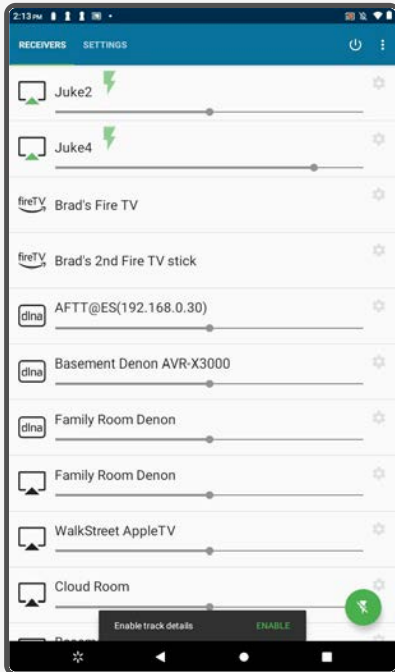 2:13 PM
RECEIVERS SETTINGS
Juke2
Juke4
fireTV Brad's Fire TV
fireTV Brad's 2nd Fire TV stick
dlna AFTT@ES(192.168.0.30)
dlna Basement Denon AVR-X3000
dlna Family Room Denon
Family Room Denon
WalkStreet AppleTV
Cloud Room
Enable track details ENABLE